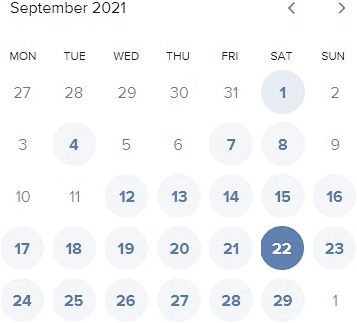 September 2021
MON TUE WED THU FRI SAT SUN
27 28 29 30 31 1 2
3 4 5 6 7 8 9
10 11 12 13 14 15 16
17 18 19 20 21 22 23
24 25 26 27 28 29 1